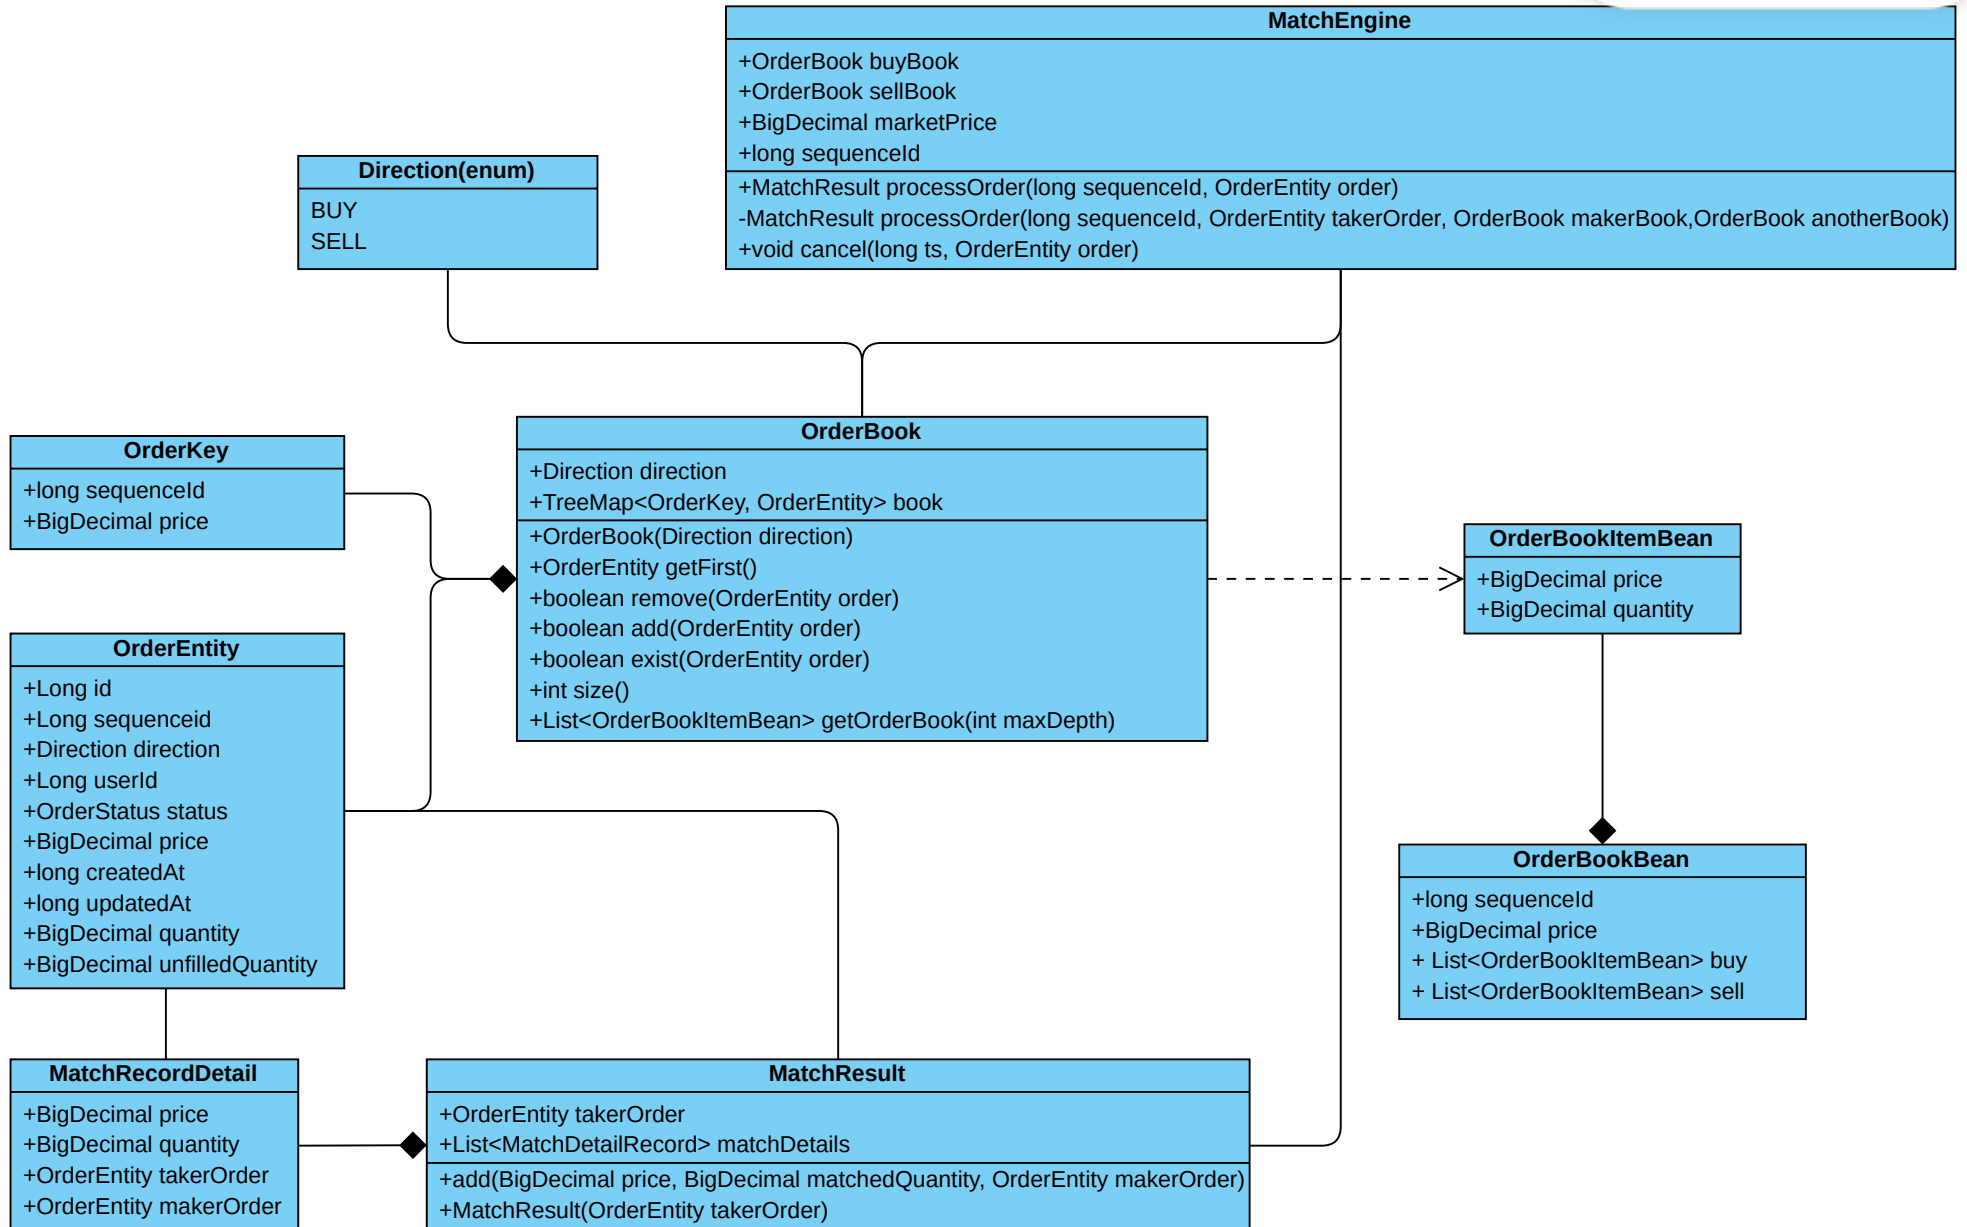 MatchEngine
+OrderBook buyBook
+OrderBook sellBook
+BigDecimal marketPrice
+long sequenceId
+MatchResult processOrder(long sequenceId, OrderEntity order)
-MatchResult processOrder(long sequenceId, OrderEntity takerOrder, OrderBook makerBook,OrderBook anotherBook)
+void cancel(long ts, OrderEntity order)
Direction(enum)
BUY
SELL
OrderBook
+Direction direction
+TreeMap<OrderKey, OrderEntity> book
+OrderBook(Direction direction)
+OrderEntity getFirst()
+boolean remove(OrderEntity order)
+boolean add(OrderEntity order)
+boolean exist(OrderEntity order)
+int size()
+List<OrderBookItemBean> getOrderBook(int maxDepth)
OrderKey
+long sequenceId
+BigDecimal price
OrderBookItemBean
+BigDecimal price
+BigDecimal quantity
OrderEntity
+Long id
+Long sequenceid
+Direction direction
+Long userId
+OrderStatus status
+BigDecimal price
+long createdAt
+long updatedAt
+BigDecimal quantity
+BigDecimal unfilledQuantity
OrderBookBean
+long sequenceId
+BigDecimal price
+ List<OrderBookItemBean> buy
+ List<OrderBookItemBean> sell
MatchRecordDetail
+BigDecimal price
+BigDecimal quantity
+OrderEntity takerOrder
+OrderEntity makerOrder
MatchResult
+OrderEntity takerOrder
+List<MatchDetailRecord> matchDetails
+add(BigDecimal price, BigDecimal matchedQuantity, OrderEntity makerOrder)
+MatchResult(OrderEntity takerOrder)